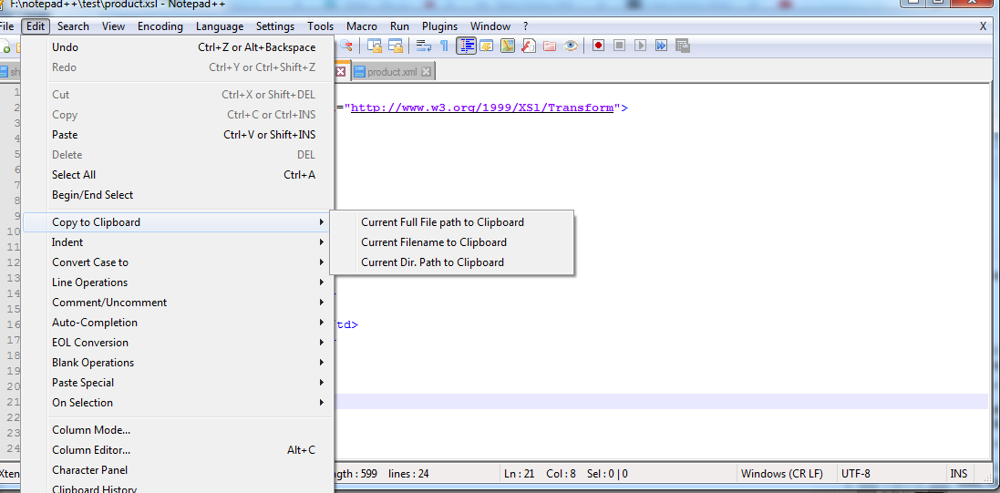 F:\notepad++\test\product.xsl - Notepad++
File Edit Search View Encoding Language Settings Tools Macro Run Plugins Window ? X
product.xml
1
2 ="http://www.w3.org/1999/XSl/Transform">
3
4
5
6
7
8
9
10
11
12
13
14
15
16 td>
17
18
19
20
21
22
23
24
Undo Ctrl+Z or Alt+Backspace
Redo Ctrl+Y or Ctrl+Shift+Z
Cut Ctrl+X or Shift+DEL
Copy Ctrl+C or Ctrl+INS
Paste Ctrl+V or Shift+INS
Delete DEL
Select All Ctrl+A
Begin/End Select
Copy to Clipboard
Indent
Convert Case to
Line Operations
Comment/Uncomment
Auto-Completion
EOL Conversion
Blank Operations
Paste Special
On Selection
Column Mode...
Column Editor... Alt+C
Character Panel
Clipboard History
Current Full File path to Clipboard
Current Filename to Clipboard
Current Dir. Path to Clipboard
Xten gth : 599 lines : 24 Ln : 21 Col : 8 Sel : 0 | 0 Windows (CR LF) UTF-8 INS